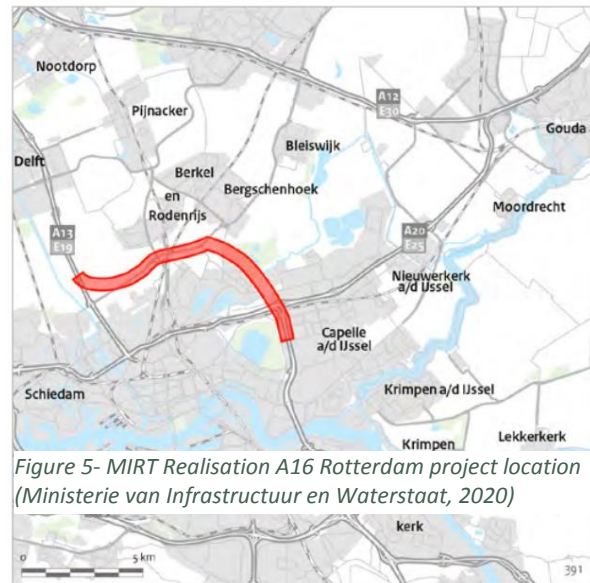 Nootdorp
A12
E30
Pijnacker
Gouda
Bleiswijk
Delft
Berkel
en
Rodenrijs
Bergschenhoek
Moordrecht
A13
E19
A20
E25
Nieuwerkerk
a/d IJssel
Capelle
a/d IJssel
Schiedam
Krimpen a/d IJssel
Krimpen
Lekkerkerk
Figure 5- MIRT Realisation A16 Rotterdam project location
(Ministerie van Infrastructuur en Waterstaat, 2020)
kerk
0 5 km
391